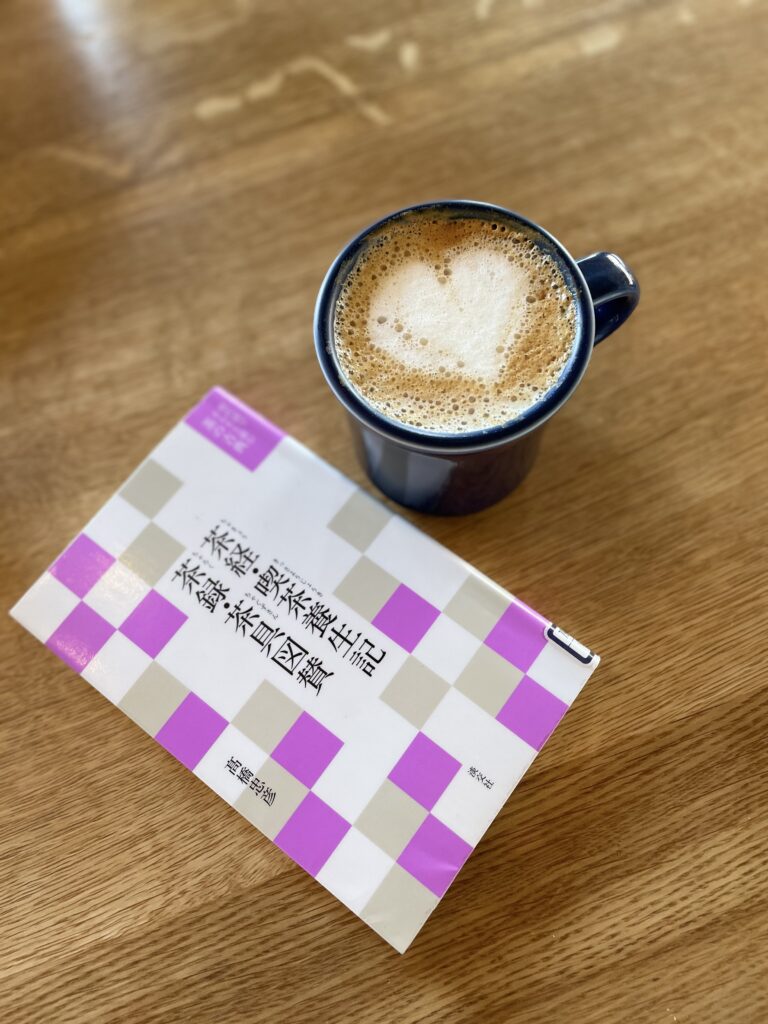 茶経・喫茶養生記
茶録・茶具図賛
高橋忠彦
淡交社